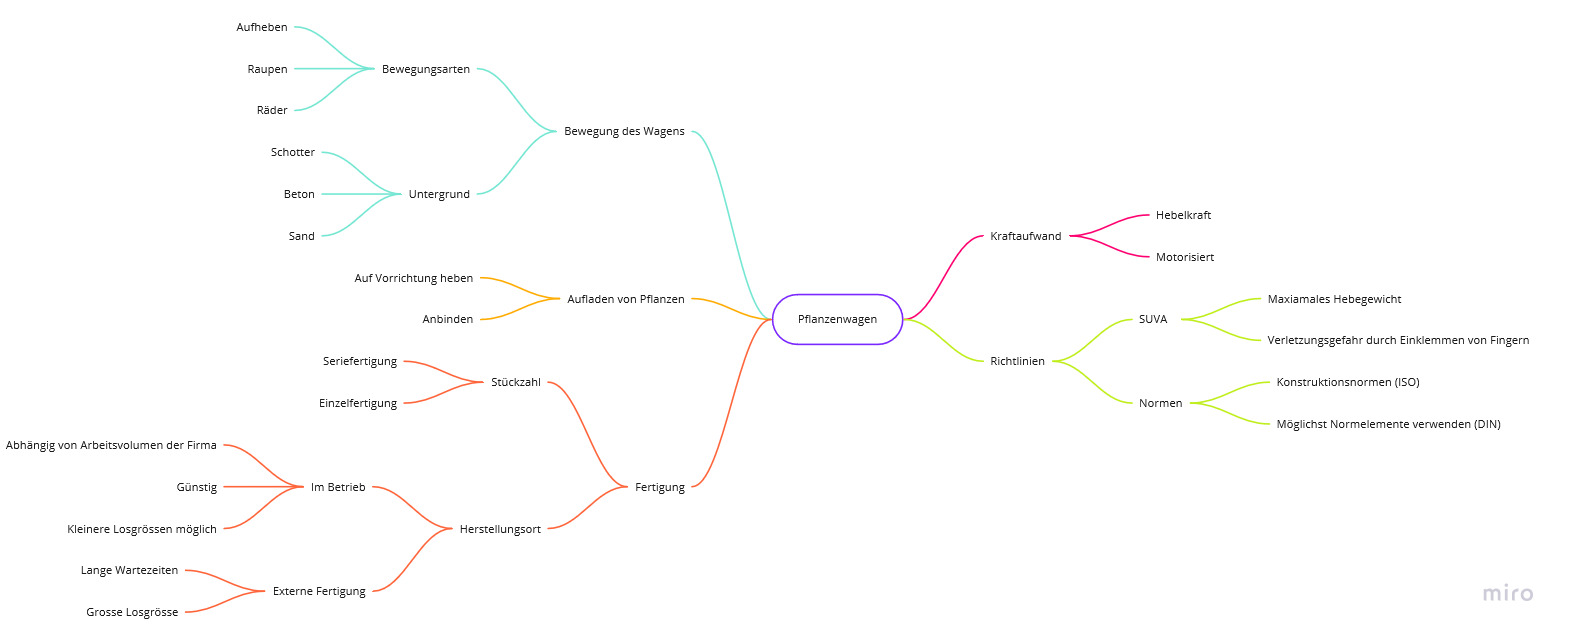 Aufheben
Raupen
Räder
Bewegungsarten
Schotter
Beton
Sand
Untergrund
Bewegung des Wagens
Auf Vorrichtung heben
Anbinden
Aufladen von Pflanzen
Seriefertigung
Einzelfertigung
Stückzahl
Abhängig von Arbeitsvolumen der Firma
Günstig
Kleinere Losgrössen möglich
Im Betrieb
Lange Wartezeiten
Grosse Losgrösse
Externe Fertigung
Herstellungsort
Fertigung
Pflanzenwagen
Kraftaufwand
Hebelkraft
Motorisiert
Richtlinien
SUVA
Maxiamales Hebegewicht
Verletzungsgefahr durch Einklemmen von Fingern
Normen
Konstruktionsnormen (ISO)
Möglichst Normelemente verwenden (DIN)
miro